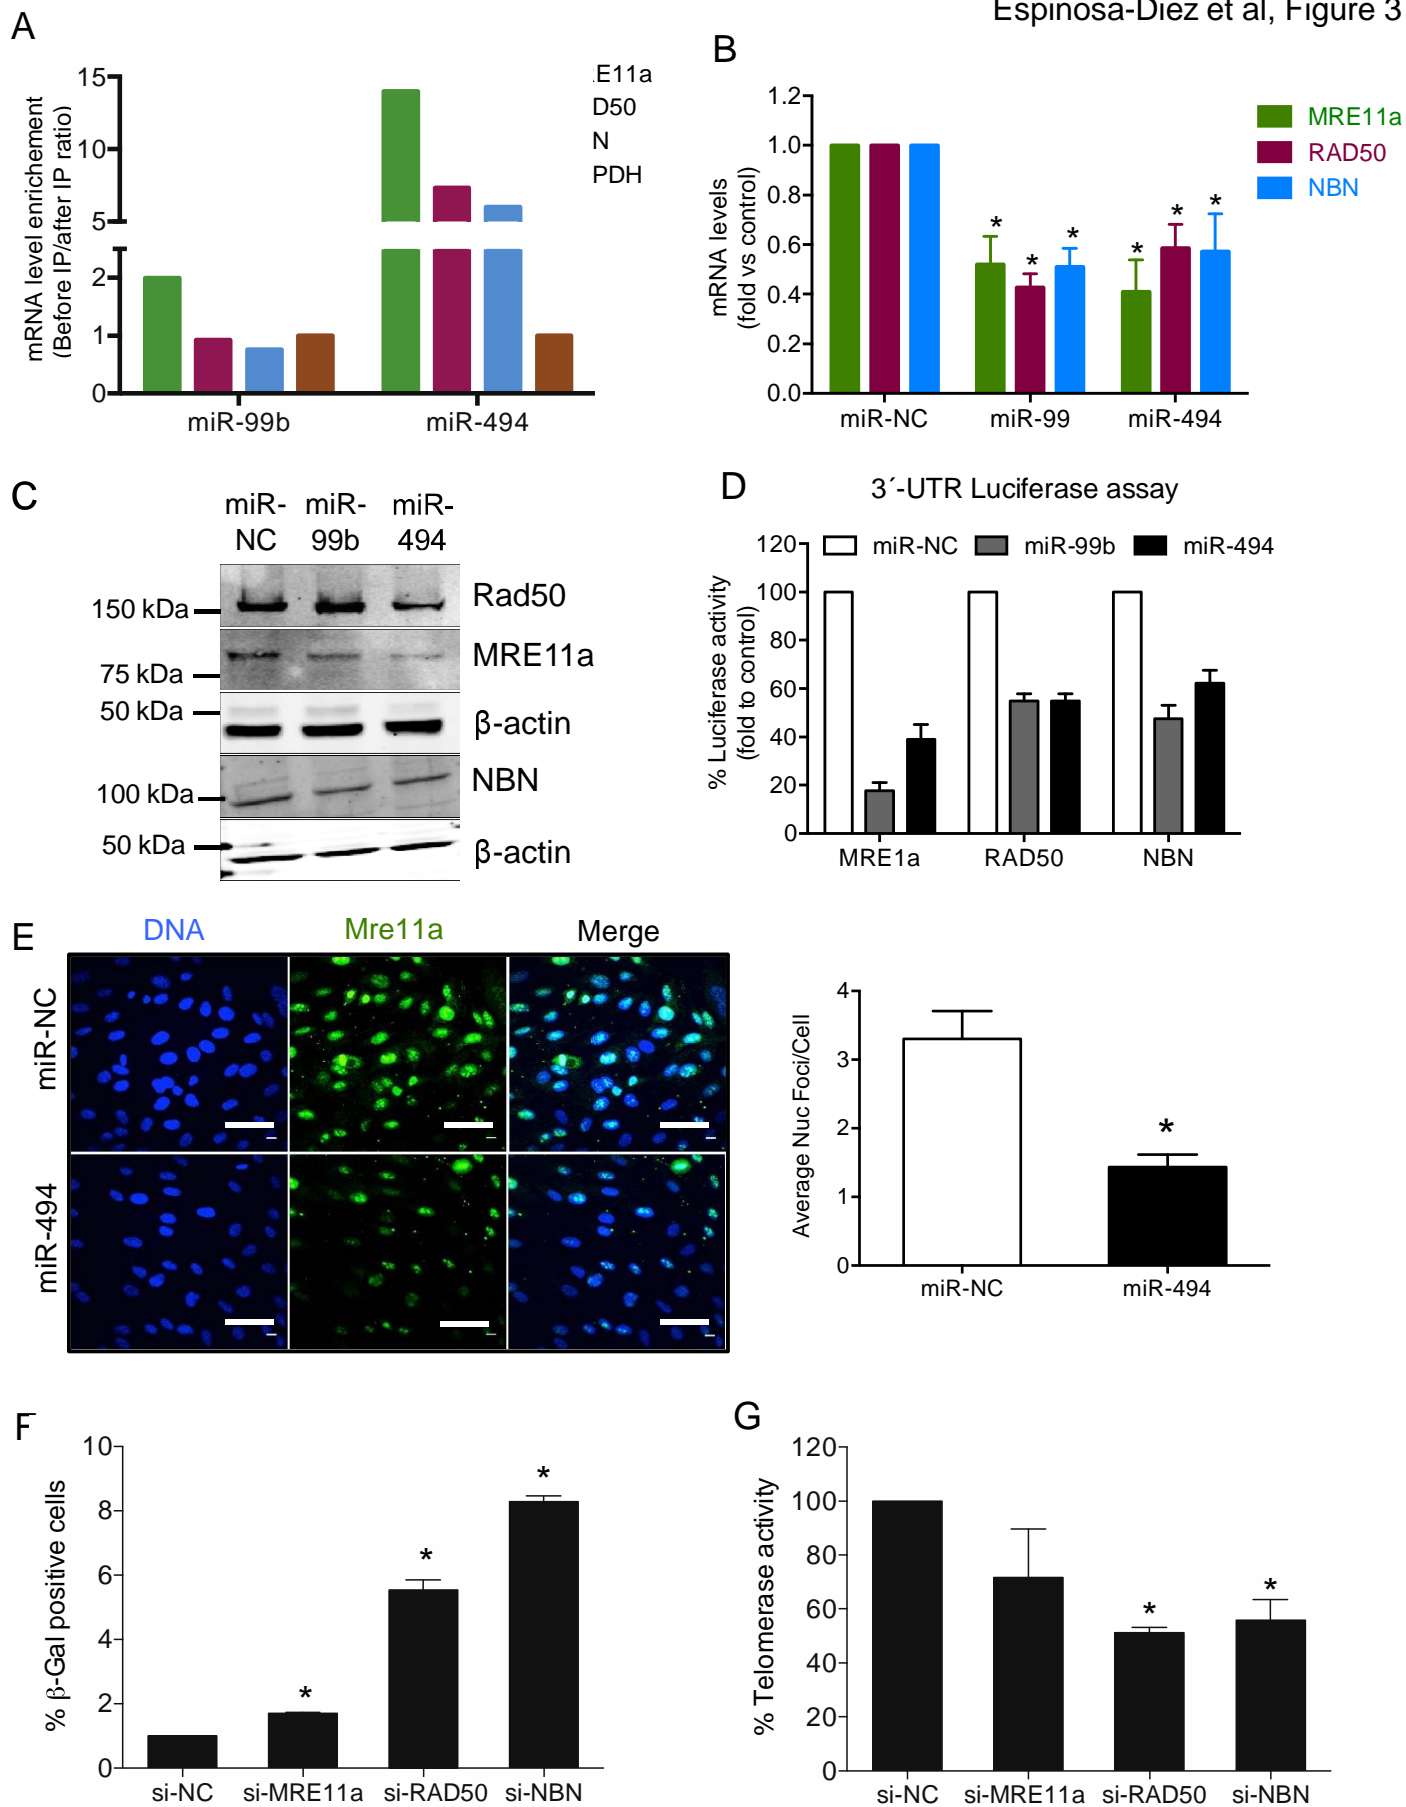 Espinosa-Diez et al, Figure 3
A
mRNA level enrichement
(Before IP/after IP ratio)
15
10
5
2
1
0
miR-99b
miR-494
E11a
D50
N
PDH
B
mRNA levels
(fold vs control)
1.2
1.0
0.8
0.6
0.4
0.2
0.0
* * * * * *
miR-NC
miR-99
miR-494
MRE11a
RAD50
NBN
C
miR-
NC
miR-
99b
miR-
494
150 kDa
Rad50
75 kDa
MRE11a
50 kDa
β-actin
100 kDa
NBN
50 kDa
β-actin
D
3´-UTR Luciferase assay
miR-NC
miR-99b
miR-494
% Luciferase activity
(fold to control)
120
100
80
60
40
20
0
MRE1a
RAD50
NBN
E
DNA
Mre11a
Merge
miR-NC
miR-494
Average Nuc Foci/Cell
4
3
2
1
0
*
miR-NC
miR-494
F
% β-Gal positive cells
10
8
6
4
2
0
* * *
si-NC
si-MRE11a
si-RAD50
si-NBN
G
% Telomerase activity
120
100
80
60
40
20
0
* *
si-NC
si-MRE11a
si-RAD50
si-NBN